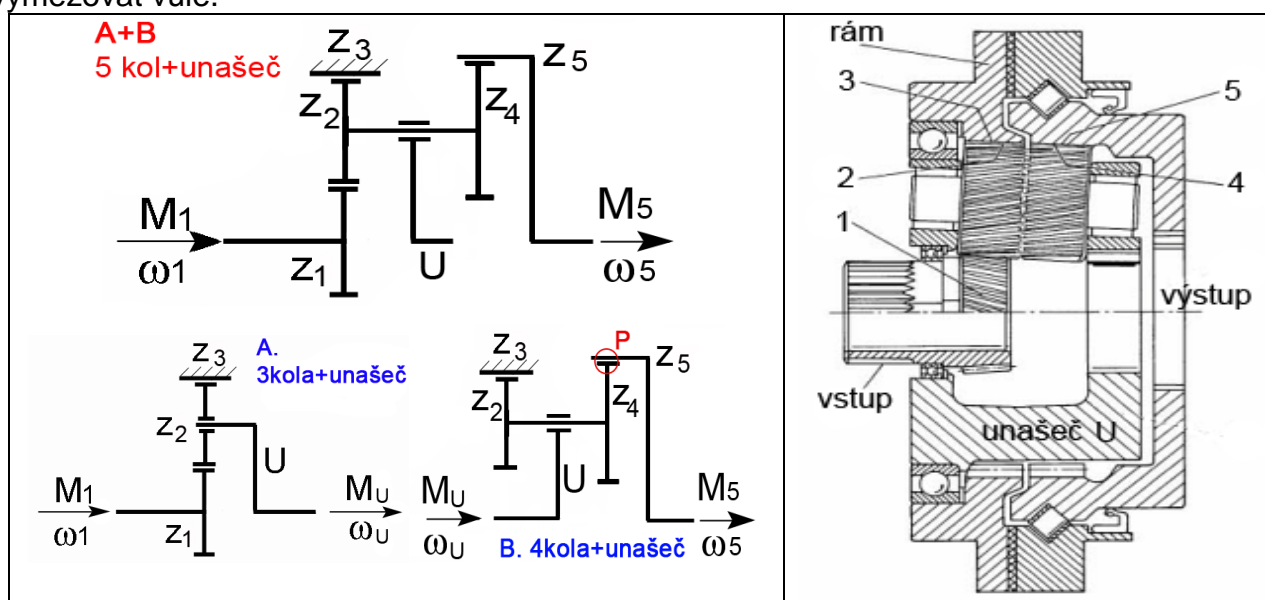 vymezovat vůle.
A+B
5 kol+unašeč
z3
z2
z4
z5
M1
ω1
z1
U
M5
ω5
A.
3kola+unašeč
z3
z2
U
M1
ω1
z1
MU
ωU
P
z3
z5
z2
z4
U
MU
ωU
M5
ω5
B. 4kola+unašeč
rám
3
5
2
4
1
výstup
vstup
unašeč U